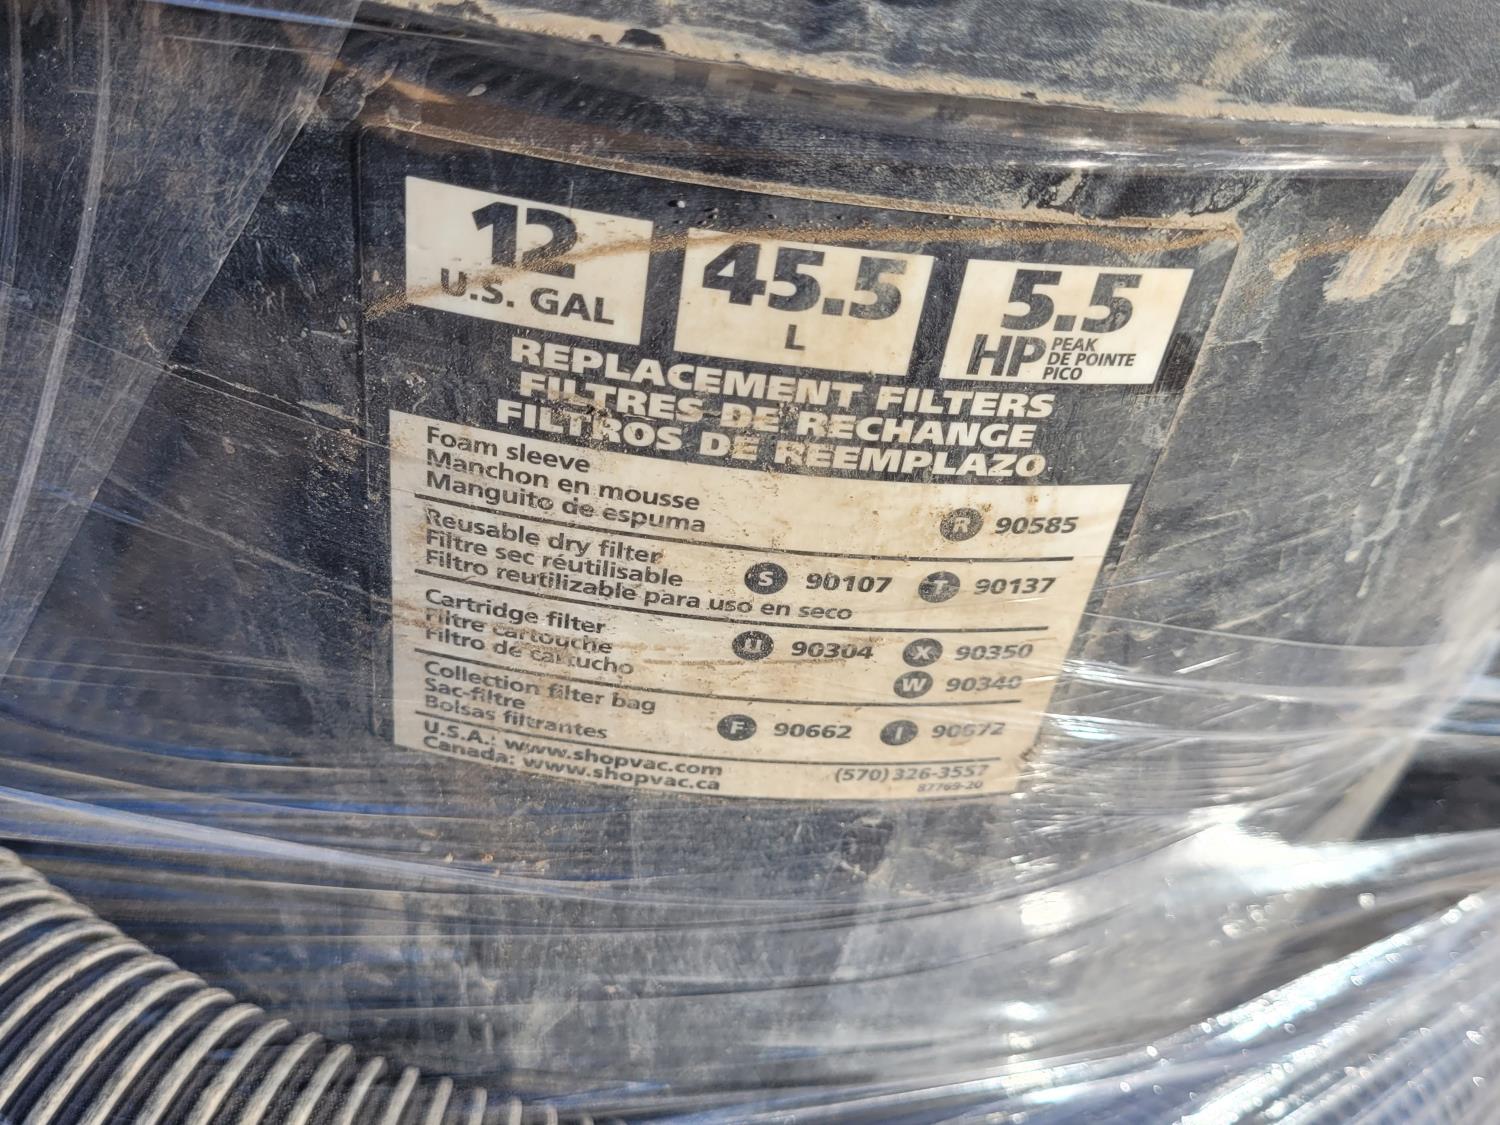 12
U.S. GAL
45.5
L
5.5
HP PEAK
DE POINTE
PICO
REPLACEMENT FILTERS
FILTRES DE RECHANGE
FILTROS DE REEMPLAZO
Foam sleeve
Manchon en mousse
Manguito de espuma
R 90585
Reusable dry filter
Filtre sec réutilisable
Filtro reutilizable para uso en seco
S 90107 T 90137
Cartridge filter
Filtre cartouche
Filtro de cartucho
U 90304 X 90350
W 90340
Collection filter bag
Sac-filtre
Bolsas filtrantes
F 90662 I 90672
U.S.A.: www.shopvac.com
Canada: www.shopvac.ca
(570) 326-3557
87769-20